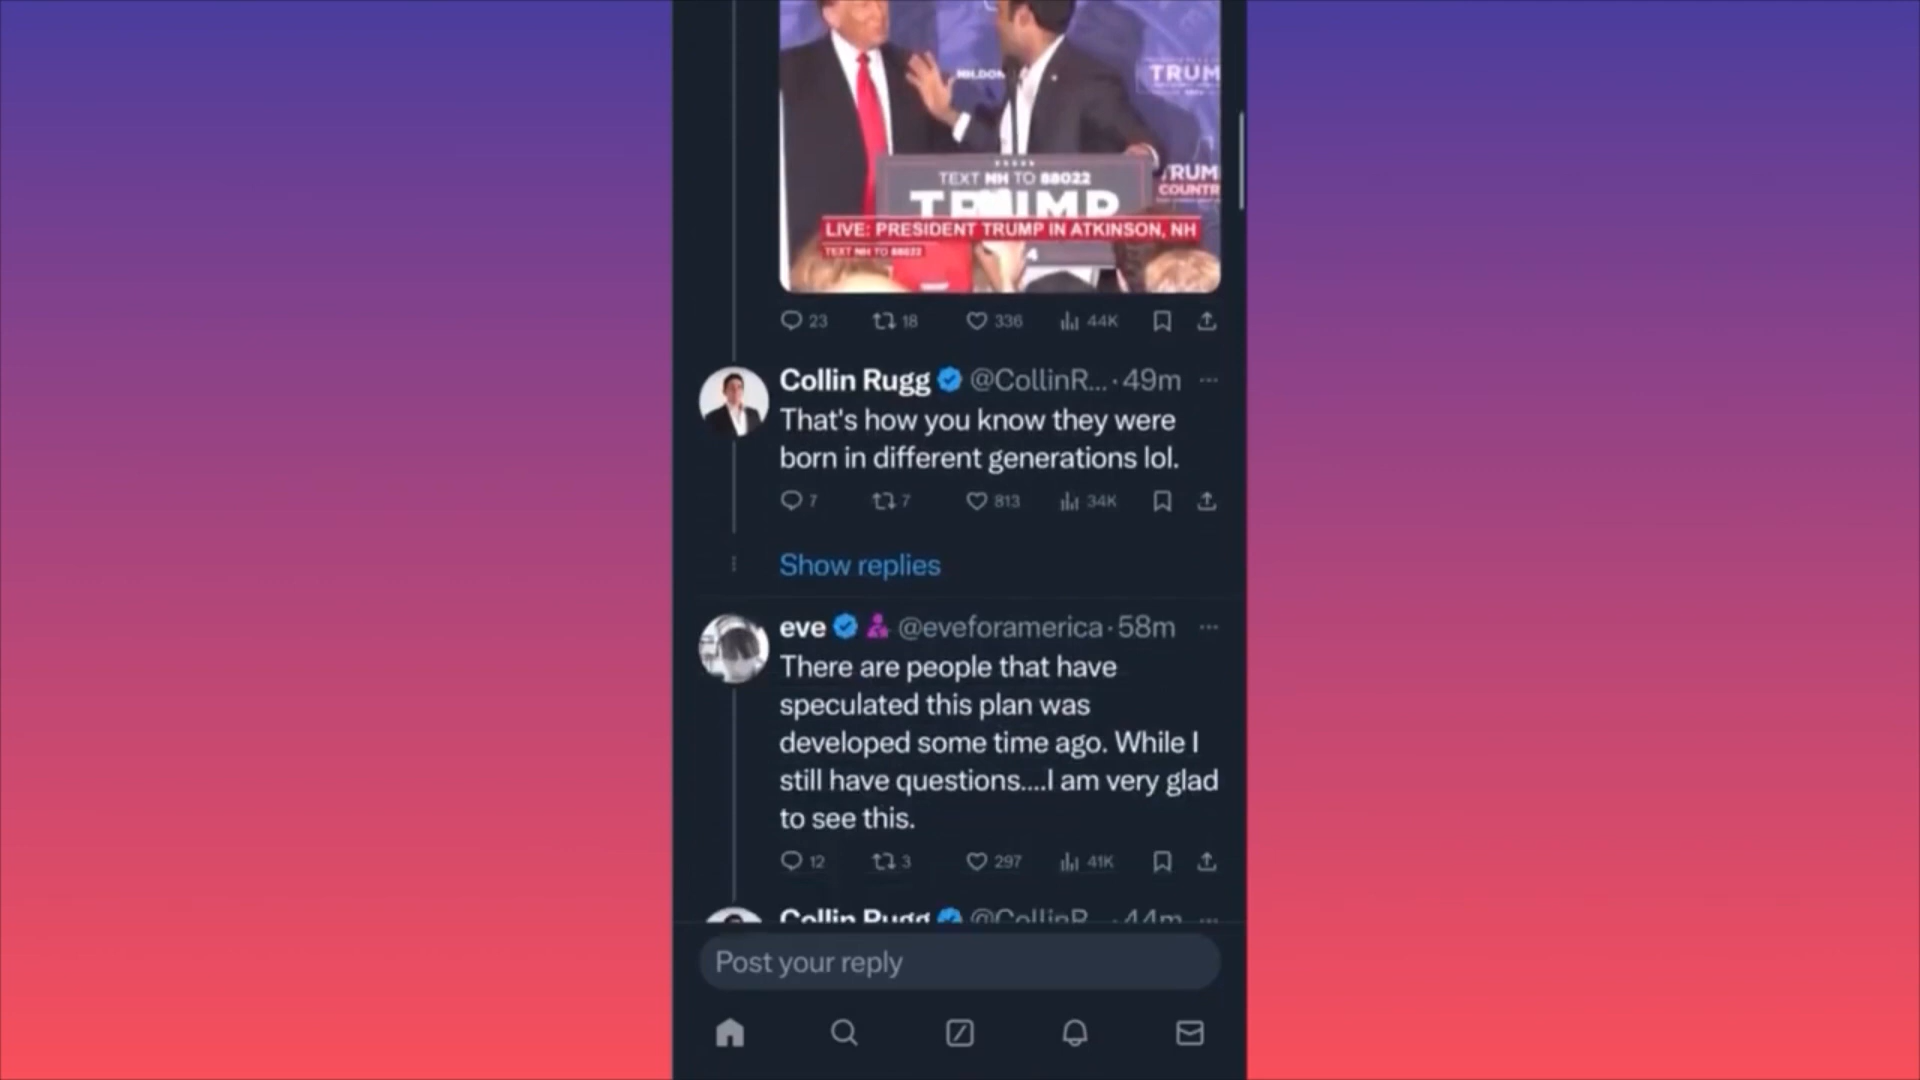 TRUM
TEXT NH TO 88022
TRUMP
TRUM
COUNTR
LIVE: PRESIDENT TRUMP IN ATKINSON, NH
TEXT NH TO 88022
4
23 18 336 44K
Collin Rugg @CollinR... · 49m
That's how you know they were
born in different generations lol.
7 7 813 34K
Show replies
eve @eveforamerica · 58m
There are people that have
speculated this plan was
developed some time ago. While I
still have questions....I am very glad
to see this.
12 3 297 41K
Collin Rugg @CollinR... · 44m
Post your reply